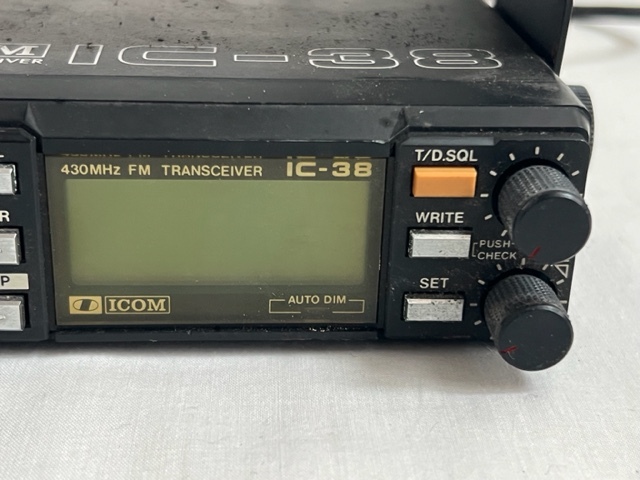 IC-38
430MHz FM TRANSCEIVER IC-38
ICOM
AUTO DIM
T/D.SQL
WRITE
PUSH-
CHECK
SET